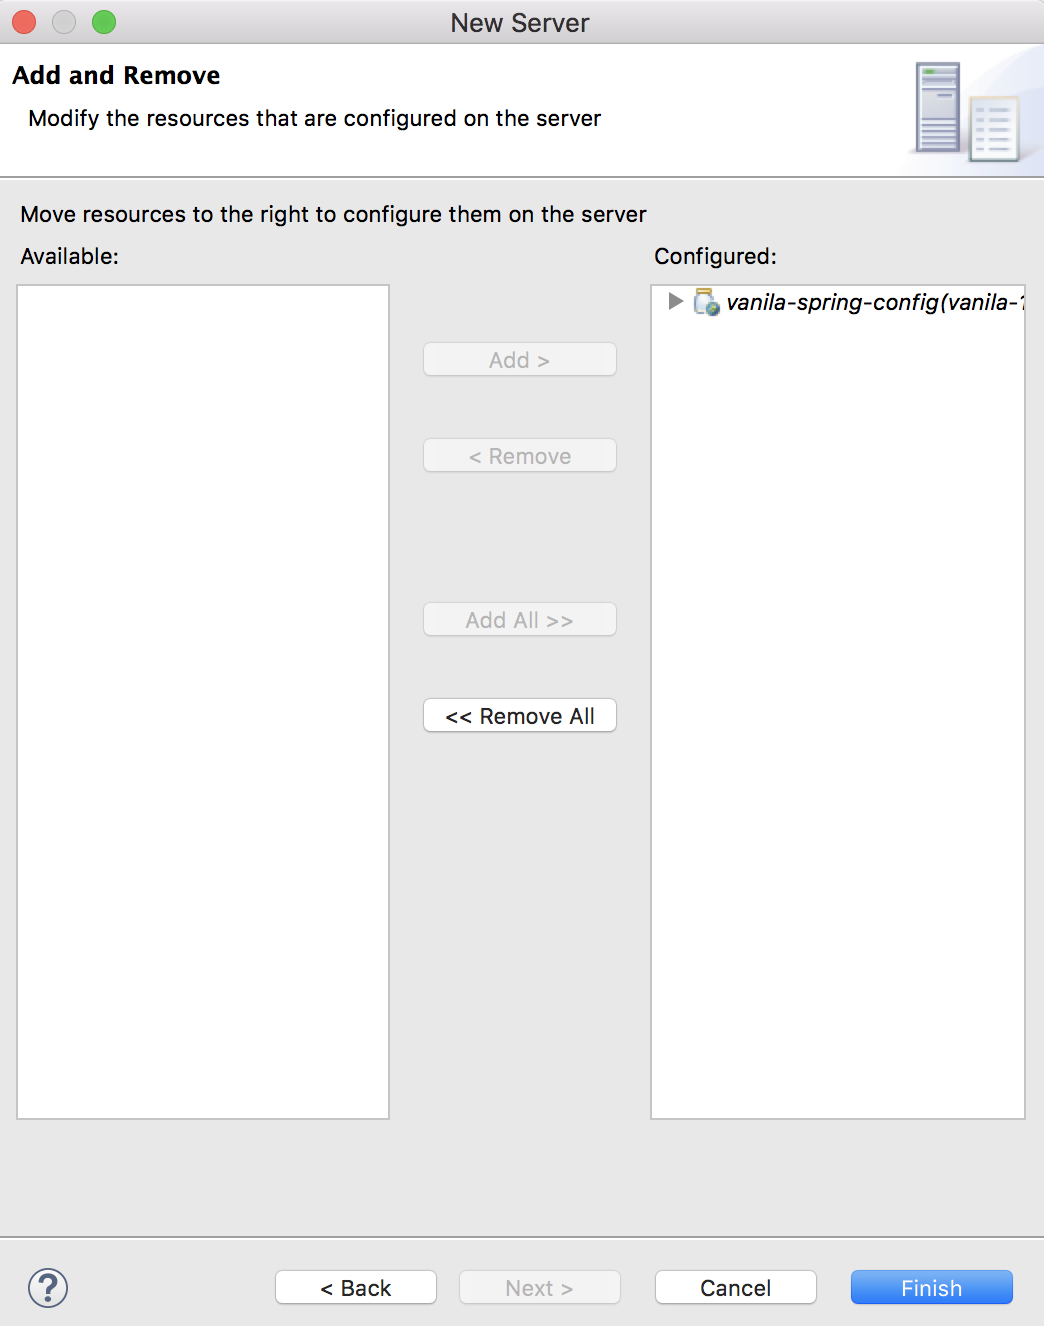 New Server
Add and Remove
Modify the resources that are configured on the server
Move resources to the right to configure them on the server
Available:
Configured:
vanila-spring-config(vanila-
Add >
< Remove
Add All >>
<< Remove All
?
< Back
Next >
Cancel
Finish